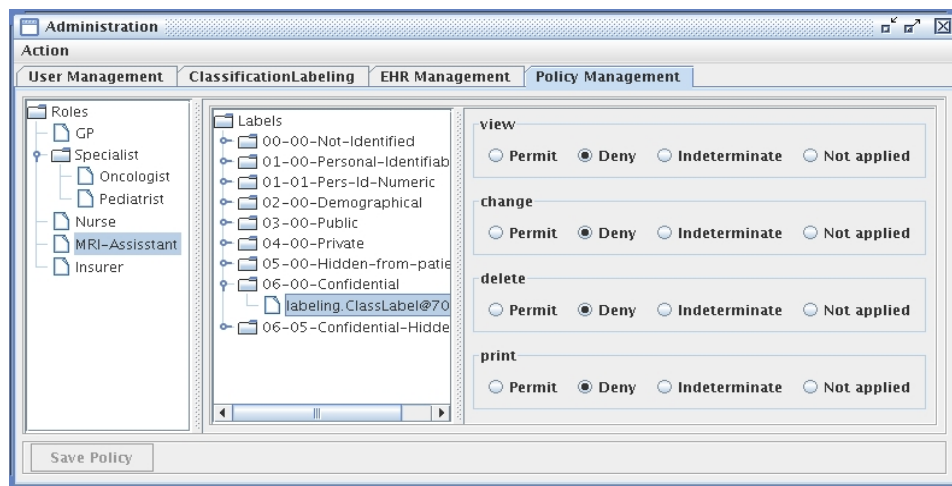 Administration
Action
User Management ClassificationLabeling EHR Management Policy Management
Roles
GP
Specialist
Oncologist
Pediatrist
Nurse
MRI-Assisstant
Insurer
Labels
00-00-Not-Identified
01-00-Personal-Identifiab
01-01-Pers-Id-Numeric
02-00-Demographical
03-00-Public
04-00-Private
05-00-Hidden-from-patie
06-00-Confidential
labeling.ClassLabel@70
06-05-Confidential-Hidde
view
Permit Deny Indeterminate Not applied
change
Permit Deny Indeterminate Not applied
delete
Permit Deny Indeterminate Not applied
print
Permit Deny Indeterminate Not applied
Save Policy